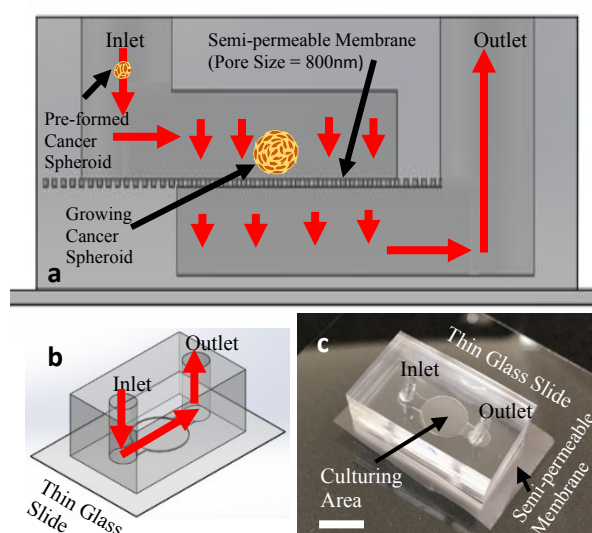 Inlet
Semi-permeable Membrane
(Pore Size = 800nm)
Outlet
Pre-formed
Cancer
Spheroid
Growing
Cancer
Spheroid
a
b
Outlet
Inlet
Thin Glass
Slide
c
Thin Glass Slide
Inlet
Outlet
Culturing
Area
Semi-permeable
Membrane